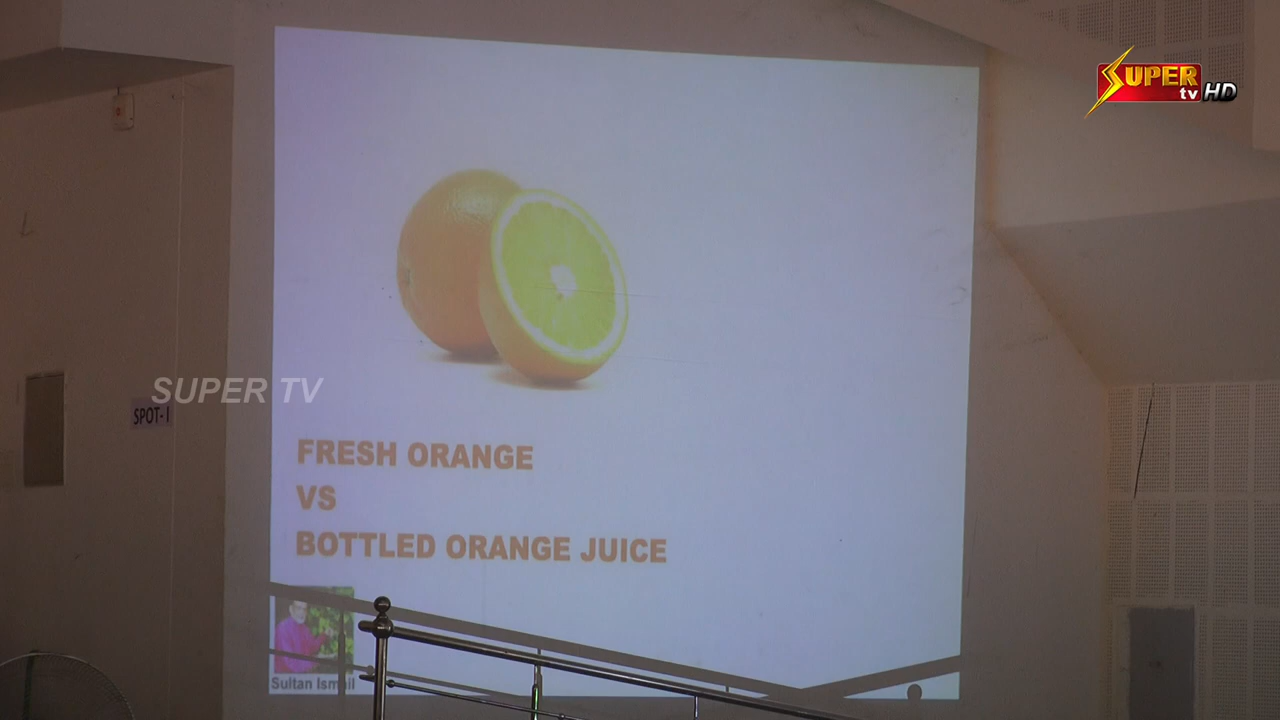 SUPER
tv HD
SUPER TV
SPOT-1
FRESH ORANGE
VS
BOTTLED ORANGE JUICE
Sultan Ismail